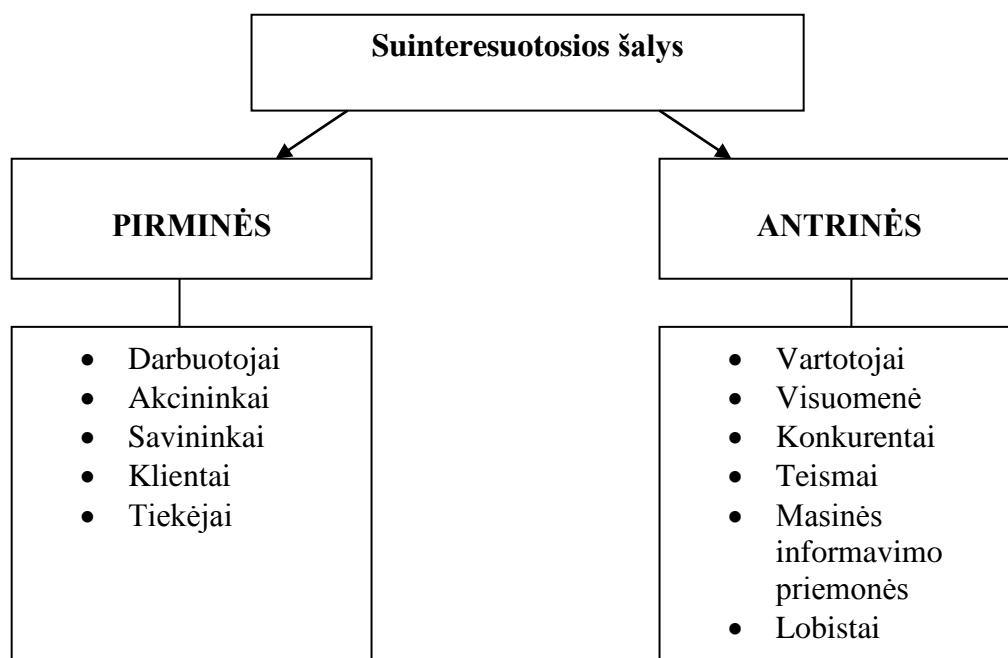 Suinteresuotosios šalys
PIRMINĖS
ANTRINĖS
• Darbuotojai
• Akcininkai
• Savininkai
• Klientai
• Tiekėjai
• Vartotojai
• Visuomenė
• Konkurentai
• Teismai
• Masinės
informavimo
priemonės
• Lobistai